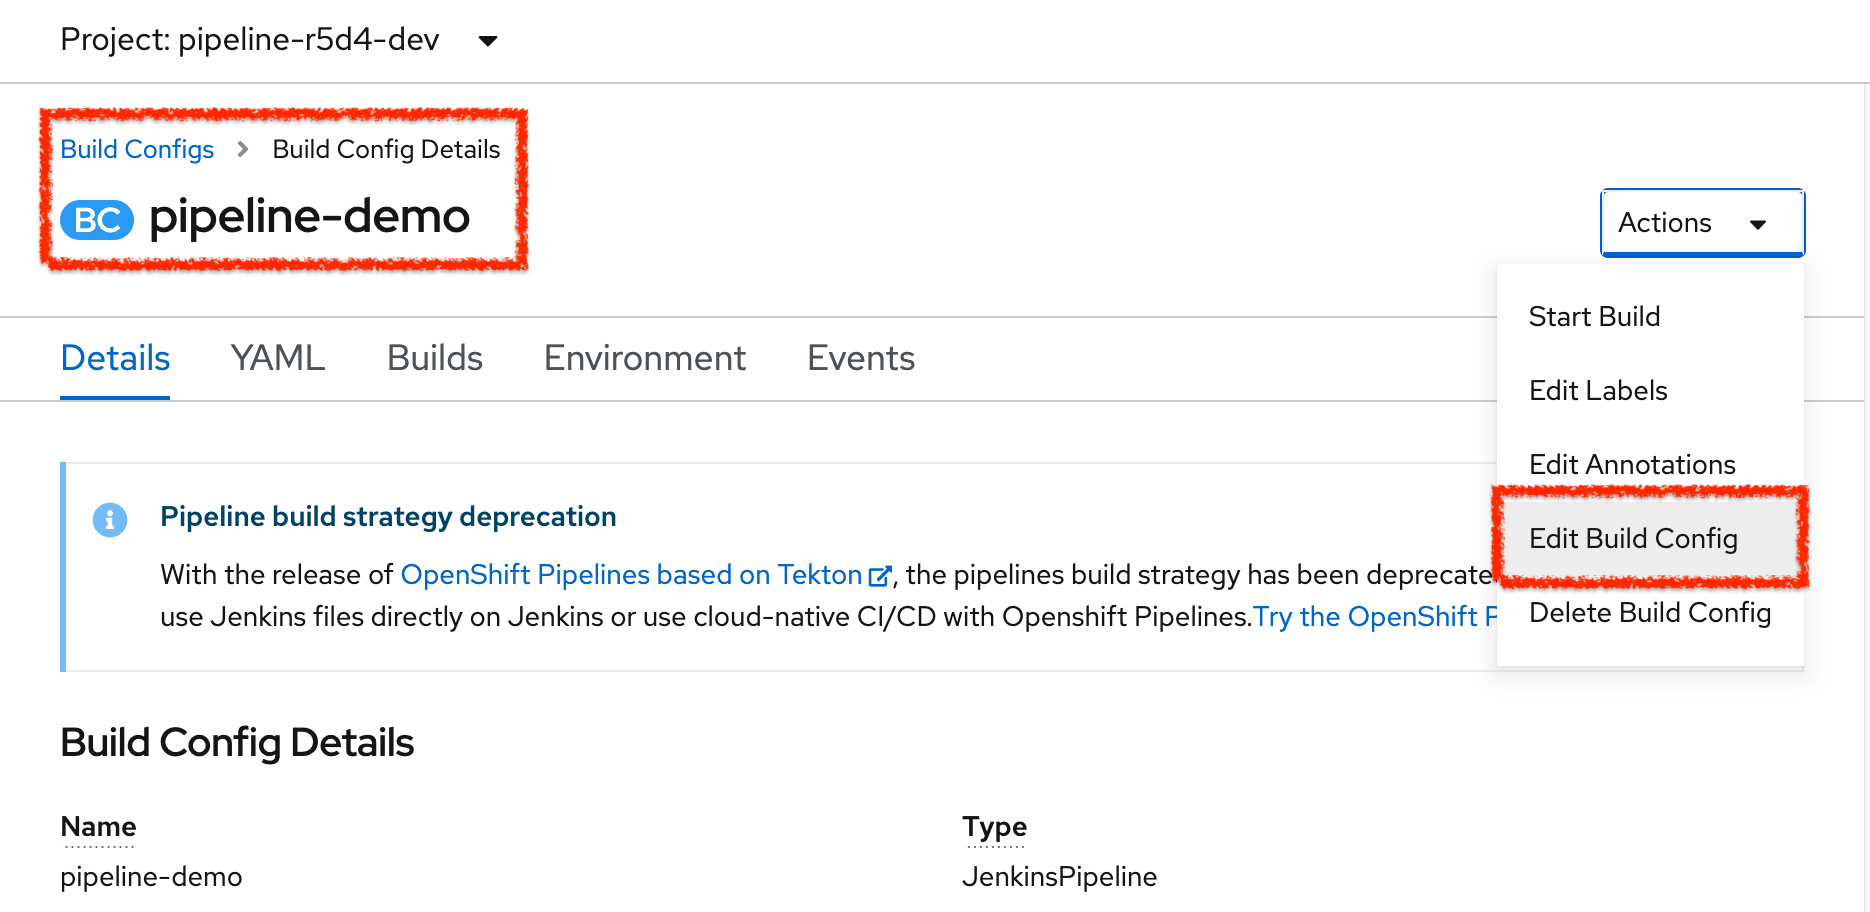 Project: pipeline-r5d4-dev
Build Configs > Build Config Details
BC pipeline-demo
Actions
Start Build
Edit Labels
Edit Annotations
Edit Build Config
Delete Build Config
Details YAML Builds Environment Events
Pipeline build strategy deprecation
With the release of OpenShift Pipelines based on Tekton, the pipelines build strategy has been deprecate
use Jenkins files directly on Jenkins or use cloud-native CI/CD with Openshift Pipelines.Try the OpenShift P
Build Config Details
Name Type
pipeline-demo JenkinsPipeline